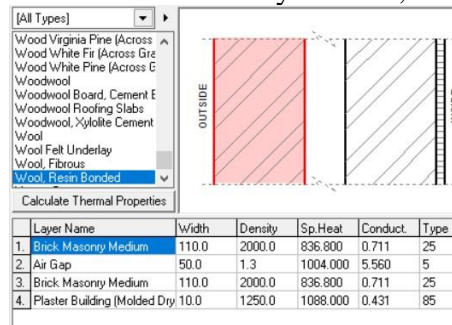 [All Types]
Wood Virginia Pine (Across
Wood White Fir (Across Gra
Wood White Pine (Across G
Woodwool
Woodwool Board, Cement B
Woodwool Roofing Slabs
Woodwool, Xylolite Cement
Wool
Wool Felt Underlay
Wool, Fibrous
Wool, Resin Bonded
Calculate Thermal Properties
OUTSIDE
Layer Name Width Density Sp.Heat Conduct. Type
1. Brick Masonry Medium 110.0 2000.0 836.800 0.711 25
2. Air Gap 50.0 1.3 1004.000 5.560 5
3. Brick Masonry Medium 110.0 2000.0 836.800 0.711 25
4. Plaster Building (Molded Dry 10.0 1250.0 1088.000 0.431 85